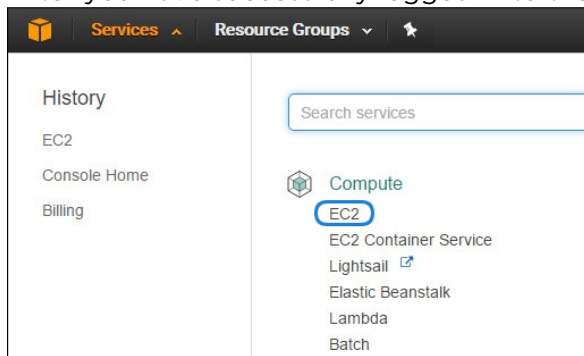 Services Resource Groups
History
EC2
Console Home
Billing
Search services
Compute
EC2
EC2 Container Service
Lightsail
Elastic Beanstalk
Lambda
Batch